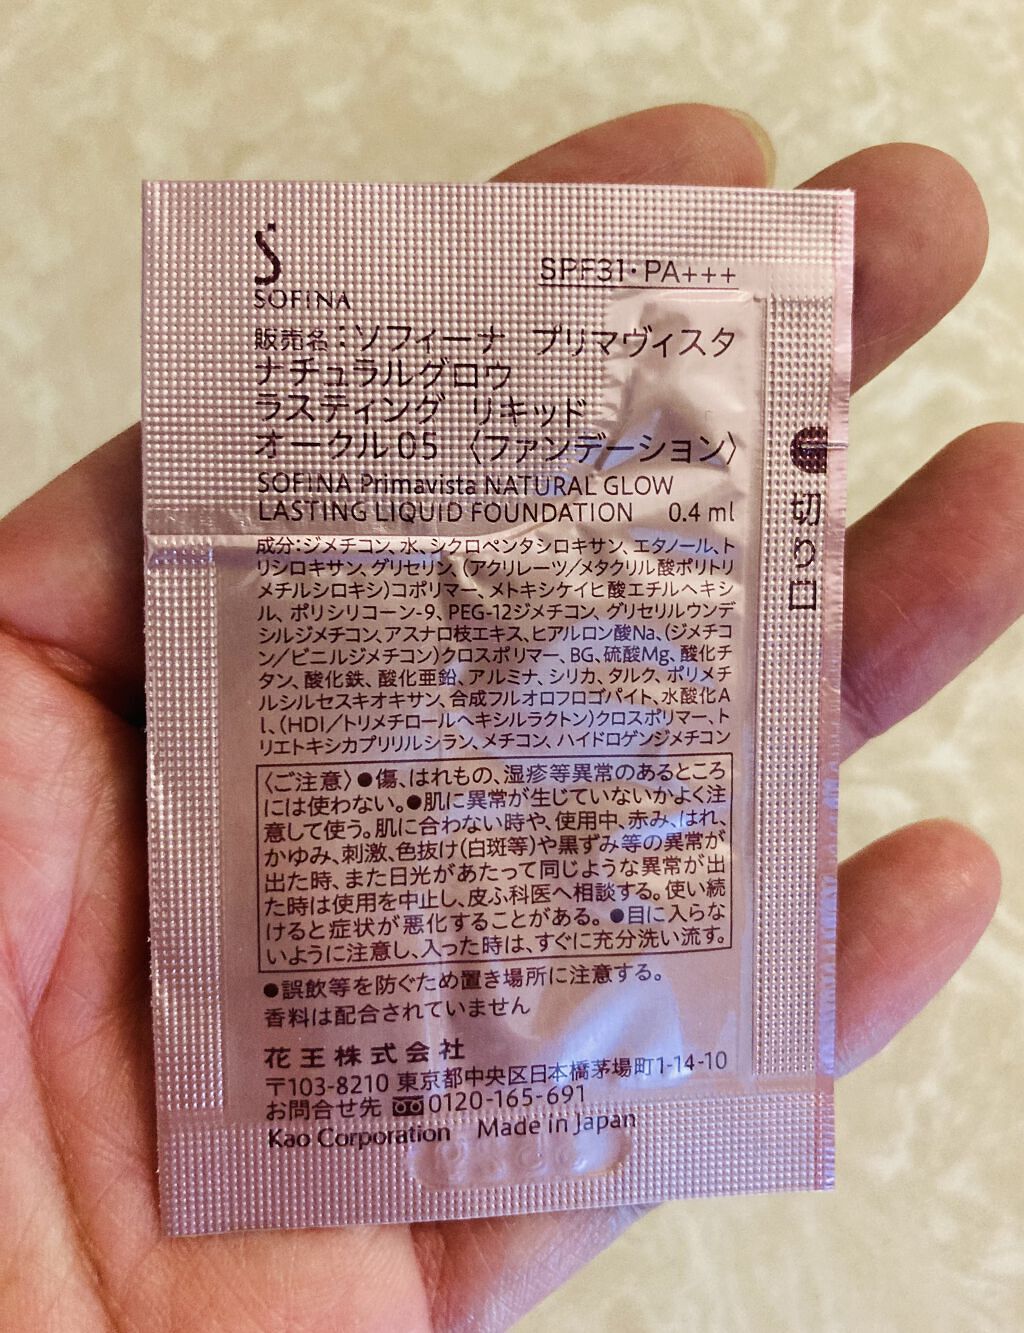 S
SOFINA
SPF31・PA+++
販売名：ソフィーナ プリマヴィスタ
ナチュラルグロウ
ラスティング リキッド
オークル05 〈ファンデーション〉
SOFINA Primavista NATURAL GLOW
LASTING LIQUID FOUNDATION 0.4 ml
成分：ジメチコン、水、シクロペンタシロキサン、エタノール、ト
リシロキサン、グリセリン、(アクリレーツ／メタクリル酸ポリトリ
メチルシロキシ)コポリマー、メトキシケイヒ酸エチルヘキシ
ル、ポリシリコーン-9、PEG-12ジメチコン、グリセリルウンデ
シルジメチコン、アスナロ枝エキス、ヒアルロン酸Na、(ジメチコ
ン／ビニルジメチコン)クロスポリマー、BG、硫酸Mg、酸化チ
タン、酸化鉄、酸化亜鉛、アルミナ、シリカ、タルク、ポリメチ
ルシルセスキオキサン、合成フルオロフロゴパイト、水酸化A
l、(HDI／トリメチロールヘキシルラクトン)クロスポリマー、ト
リエトキシカプリリルシラン、メチコン、ハイドロゲンジメチコン
〈ご注意〉●傷、はれもの、湿疹等異常のあるところ
には使わない。●肌に異常が生じていないかよく注
意して使う。肌に合わない時や、使用中、赤み、はれ、
かゆみ、刺激、色抜け(白斑等)や黒ずみ等の異常が
出た時、また日光があたって同じような異常が出
た時は使用を中止し、皮ふ科医へ相談する。使い続
けると症状が悪化することがある。●目に入らな
いように注意し、入った時は、すぐに充分洗い流す。
●誤飲等を防ぐため置き場所に注意する。
香料は配合されていません
花王株式会社
〒103-8210 東京都中央区日本橋茅場町1-14-10
お問合せ先 0120-165-691
Kao Corporation Made in Japan
切り口